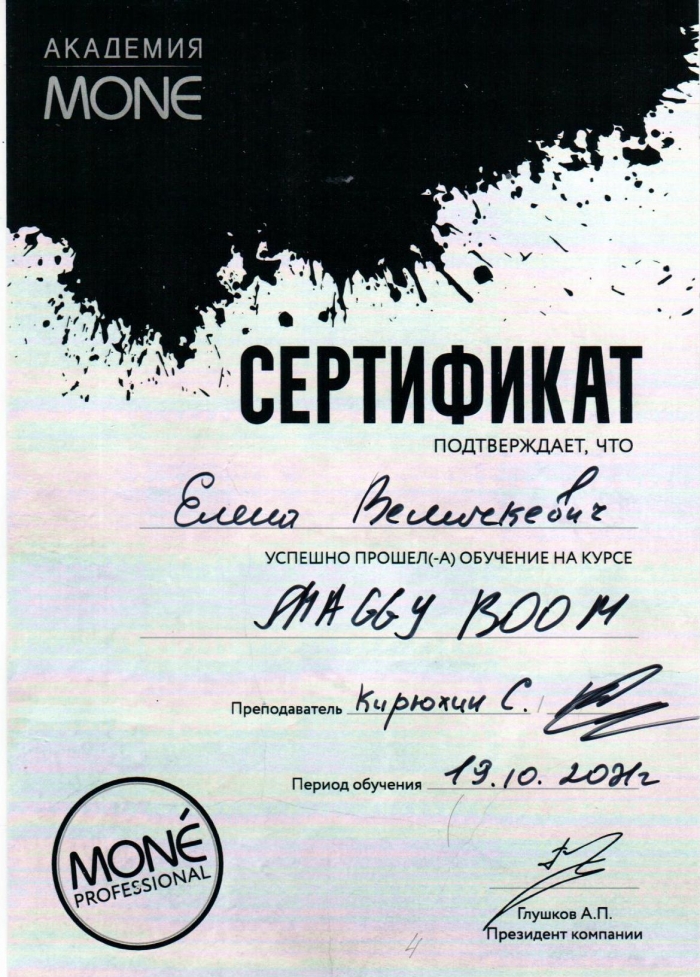 АКАДЕМИЯ
MONE
СЕРТИФИКАТ
ПОДТВЕРЖДАЕТ, ЧТО
Елена Величкевич
УСПЕШНО ПРОШЕЛ(-А) ОБУЧЕНИЕ НА КУРСЕ
SHAGGY BOOM
Преподаватель Кирюхин С. /
Период обучения 19.10. 2021г
MONÉ
PROFESSIONAL
Глушков А.П.
Президент компании
4